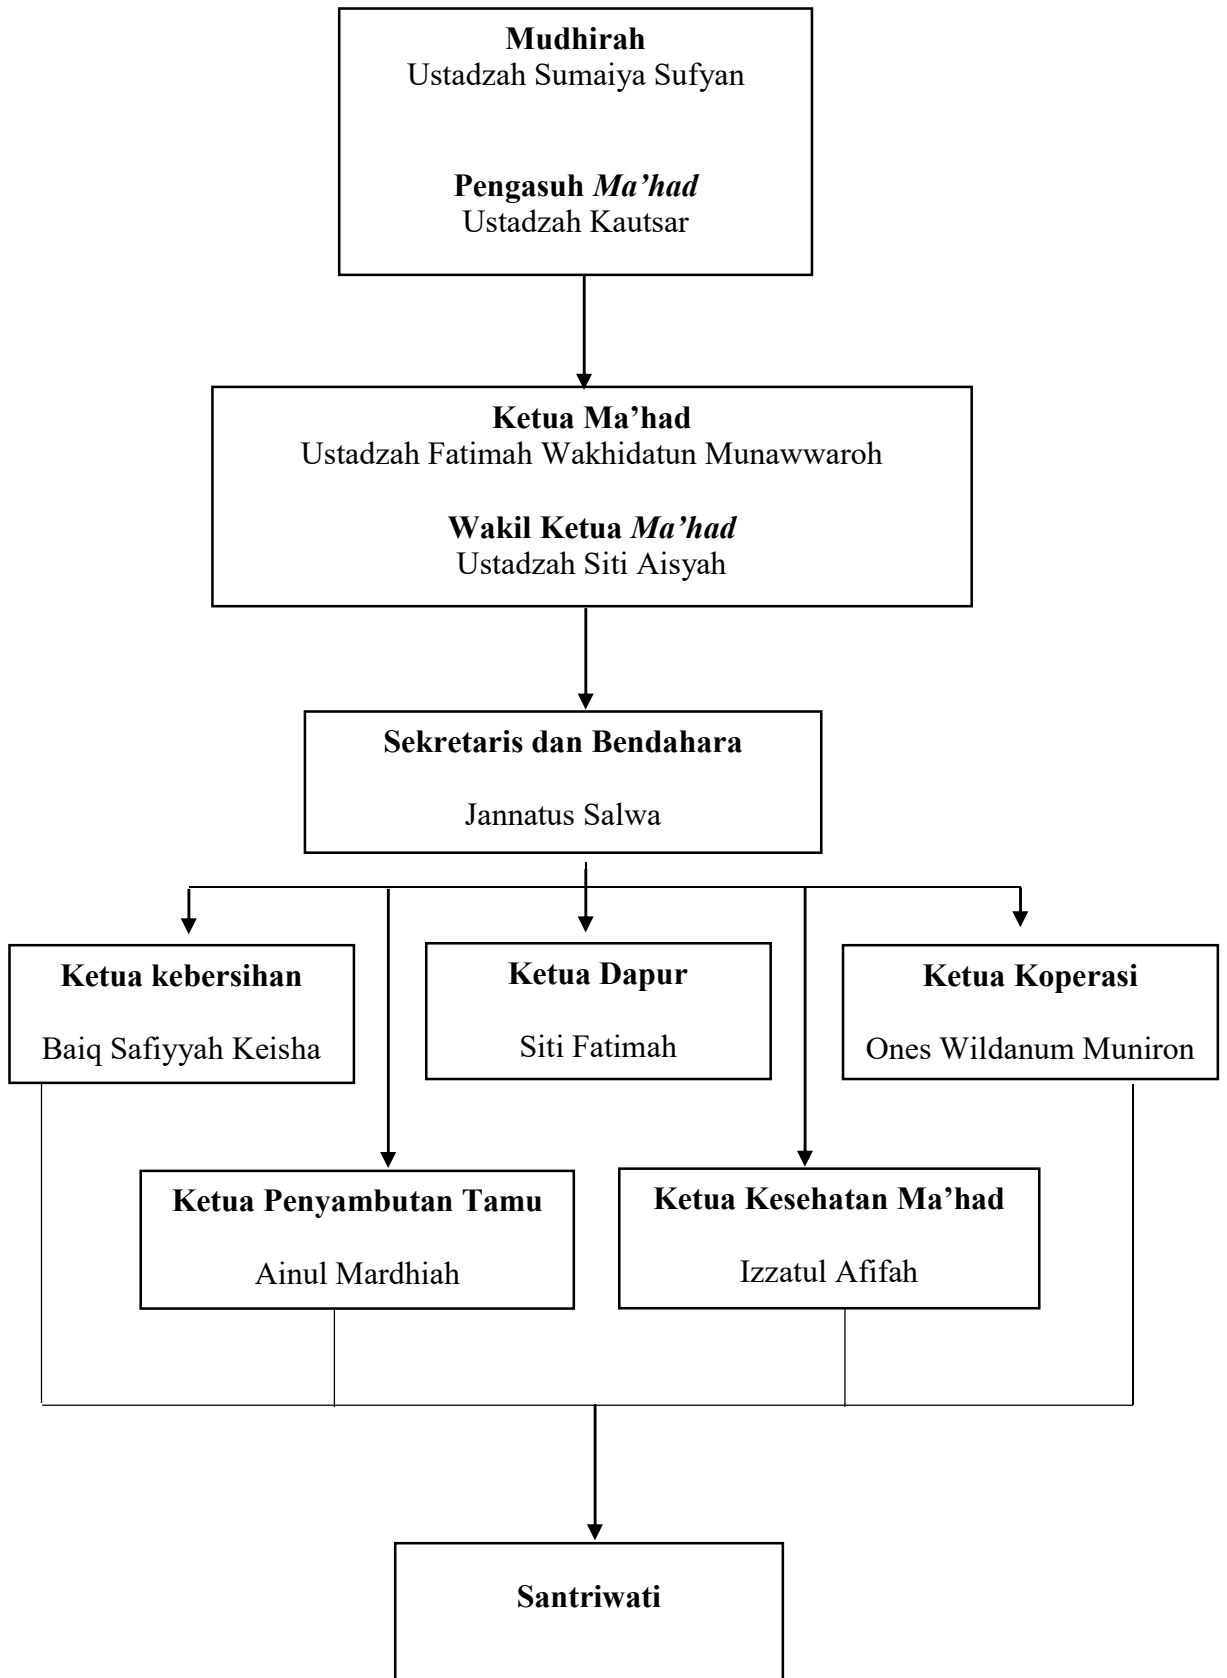 Mudhirah
Ustadzah Sumaiya Sufyan
Pengasuh Ma’had
Ustadzah Kautsar
Ketua Ma’had
Ustadzah Fatimah Wakhidatun Munawwaroh
Wakil Ketua Ma’had
Ustadzah Siti Aisyah
Sekretaris dan Bendahara
Jannatus Salwa
Ketua kebersihan
Baiq Safiyyah Keisha
Ketua Dapur
Siti Fatimah
Ketua Koperasi
Ones Wildanum Muniron
Ketua Penyambutan Tamu
Ainul Mardhiah
Ketua Kesehatan Ma’had
Izzatul Afifah
Santriwati